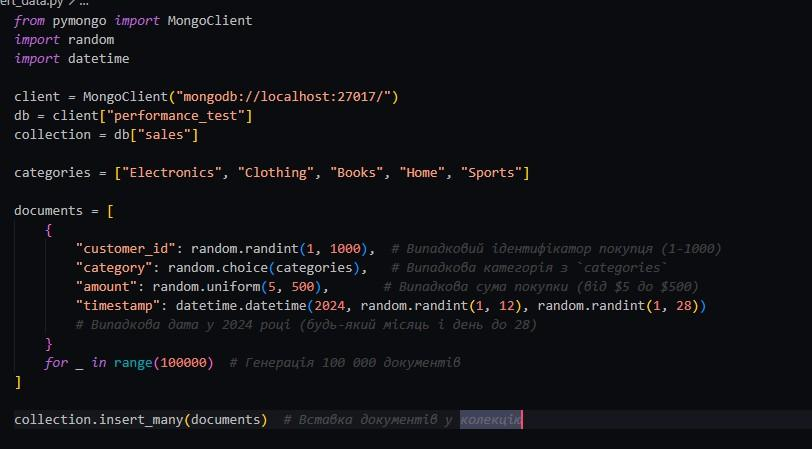 ert_data.py > ...
from pymongo import MongoClient
import random
import datetime
client = MongoClient("mongodb://localhost:27017/")
db = client["performance_test"]
collection = db["sales"]
categories = ["Electronics", "Clothing", "Books", "Home", "Sports"]
documents = [
{
"customer_id": random.randint(1, 1000),  # Випадковий ідентифікатор покупця (1-1000)
"category": random.choice(categories),   # Випадкова категорія з `categories`
"amount": random.uniform(5, 500),       # Випадкова сума покупки (від $5 до $500)
"timestamp": datetime.datetime(2024, random.randint(1, 12), random.randint(1, 28))
# Випадкова дата у 2024 році (будь-який місяць і день до 28)
}
for _ in range(100000)  # Генерація 100 000 документів
]
collection.insert_many(documents)  # Вставка документів у колекцію